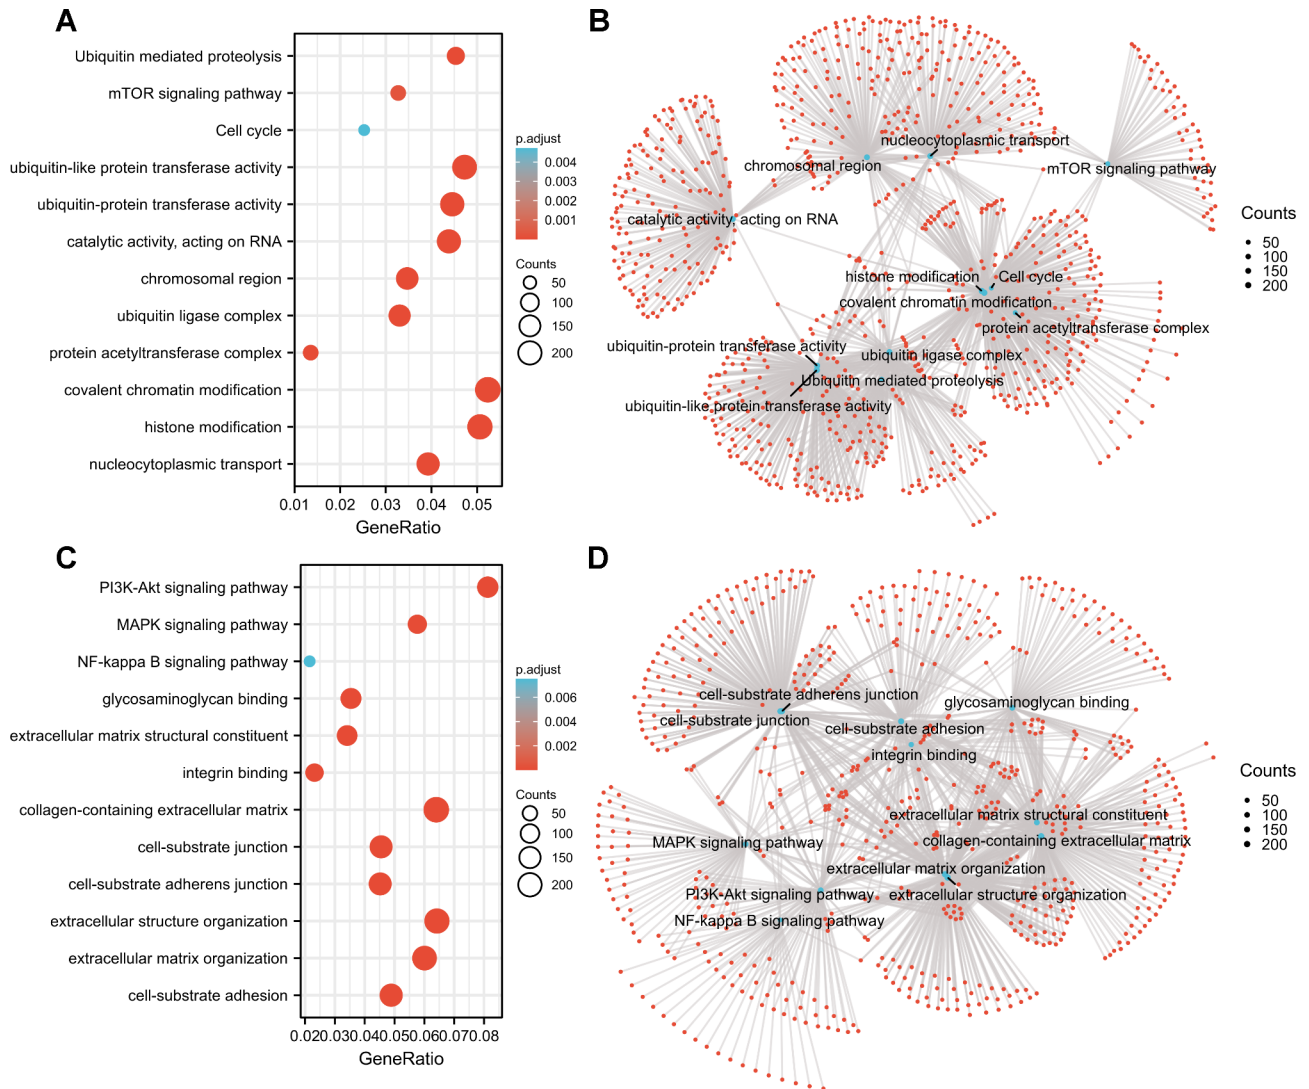 A
Ubiquitin mediated proteolysis
mTOR signaling pathway
Cell cycle
ubiquitin-like protein transferase activity
ubiquitin-protein transferase activity
catalytic activity, acting on RNA
chromosomal region
ubiquitin ligase complex
protein acetyltransferase complex
covalent chromatin modification
histone modification
nucleocytoplasmic transport
0.01 0.02 0.03 0.04 0.05
GeneRatio
p.adjust
0.004
0.003
0.002
0.001
Counts
50
100
150
200
B
nucleocytoplasmic transport
chromosomal region
mTOR signaling pathway
catalytic activity, acting on RNA
histone modification
Cell cycle
covalent chromatin modification
protein acetyltransferase complex
ubiquitin-protein transferase activity
ubiquitin ligase complex
Ubiquitin mediated proteolysis
ubiquitin-like protein transferase activity
Counts
50
100
150
200
C
PI3K-Akt signaling pathway
MAPK signaling pathway
NF-kappa B signaling pathway
glycosaminoglycan binding
extracellular matrix structural constituent
integrin binding
collagen-containing extracellular matrix
cell-substrate junction
cell-substrate adherens junction
extracellular structure organization
extracellular matrix organization
cell-substrate adhesion
0.020.030.040.050.060.070.08
GeneRatio
p.adjust
0.006
0.004
0.002
Counts
50
100
150
200
D
cell-substrate adherens junction
glycosaminoglycan binding
cell-substrate junction
cell-substrate adhesion
integrin binding
extracellular matrix structural constituent
MAPK signaling pathway
collagen-containing extracellular matrix
extracellular matrix organization
PI3K-Akt signaling pathway
extracellular structure organization
NF-kappa B signaling pathway
Counts
50
100
150
200